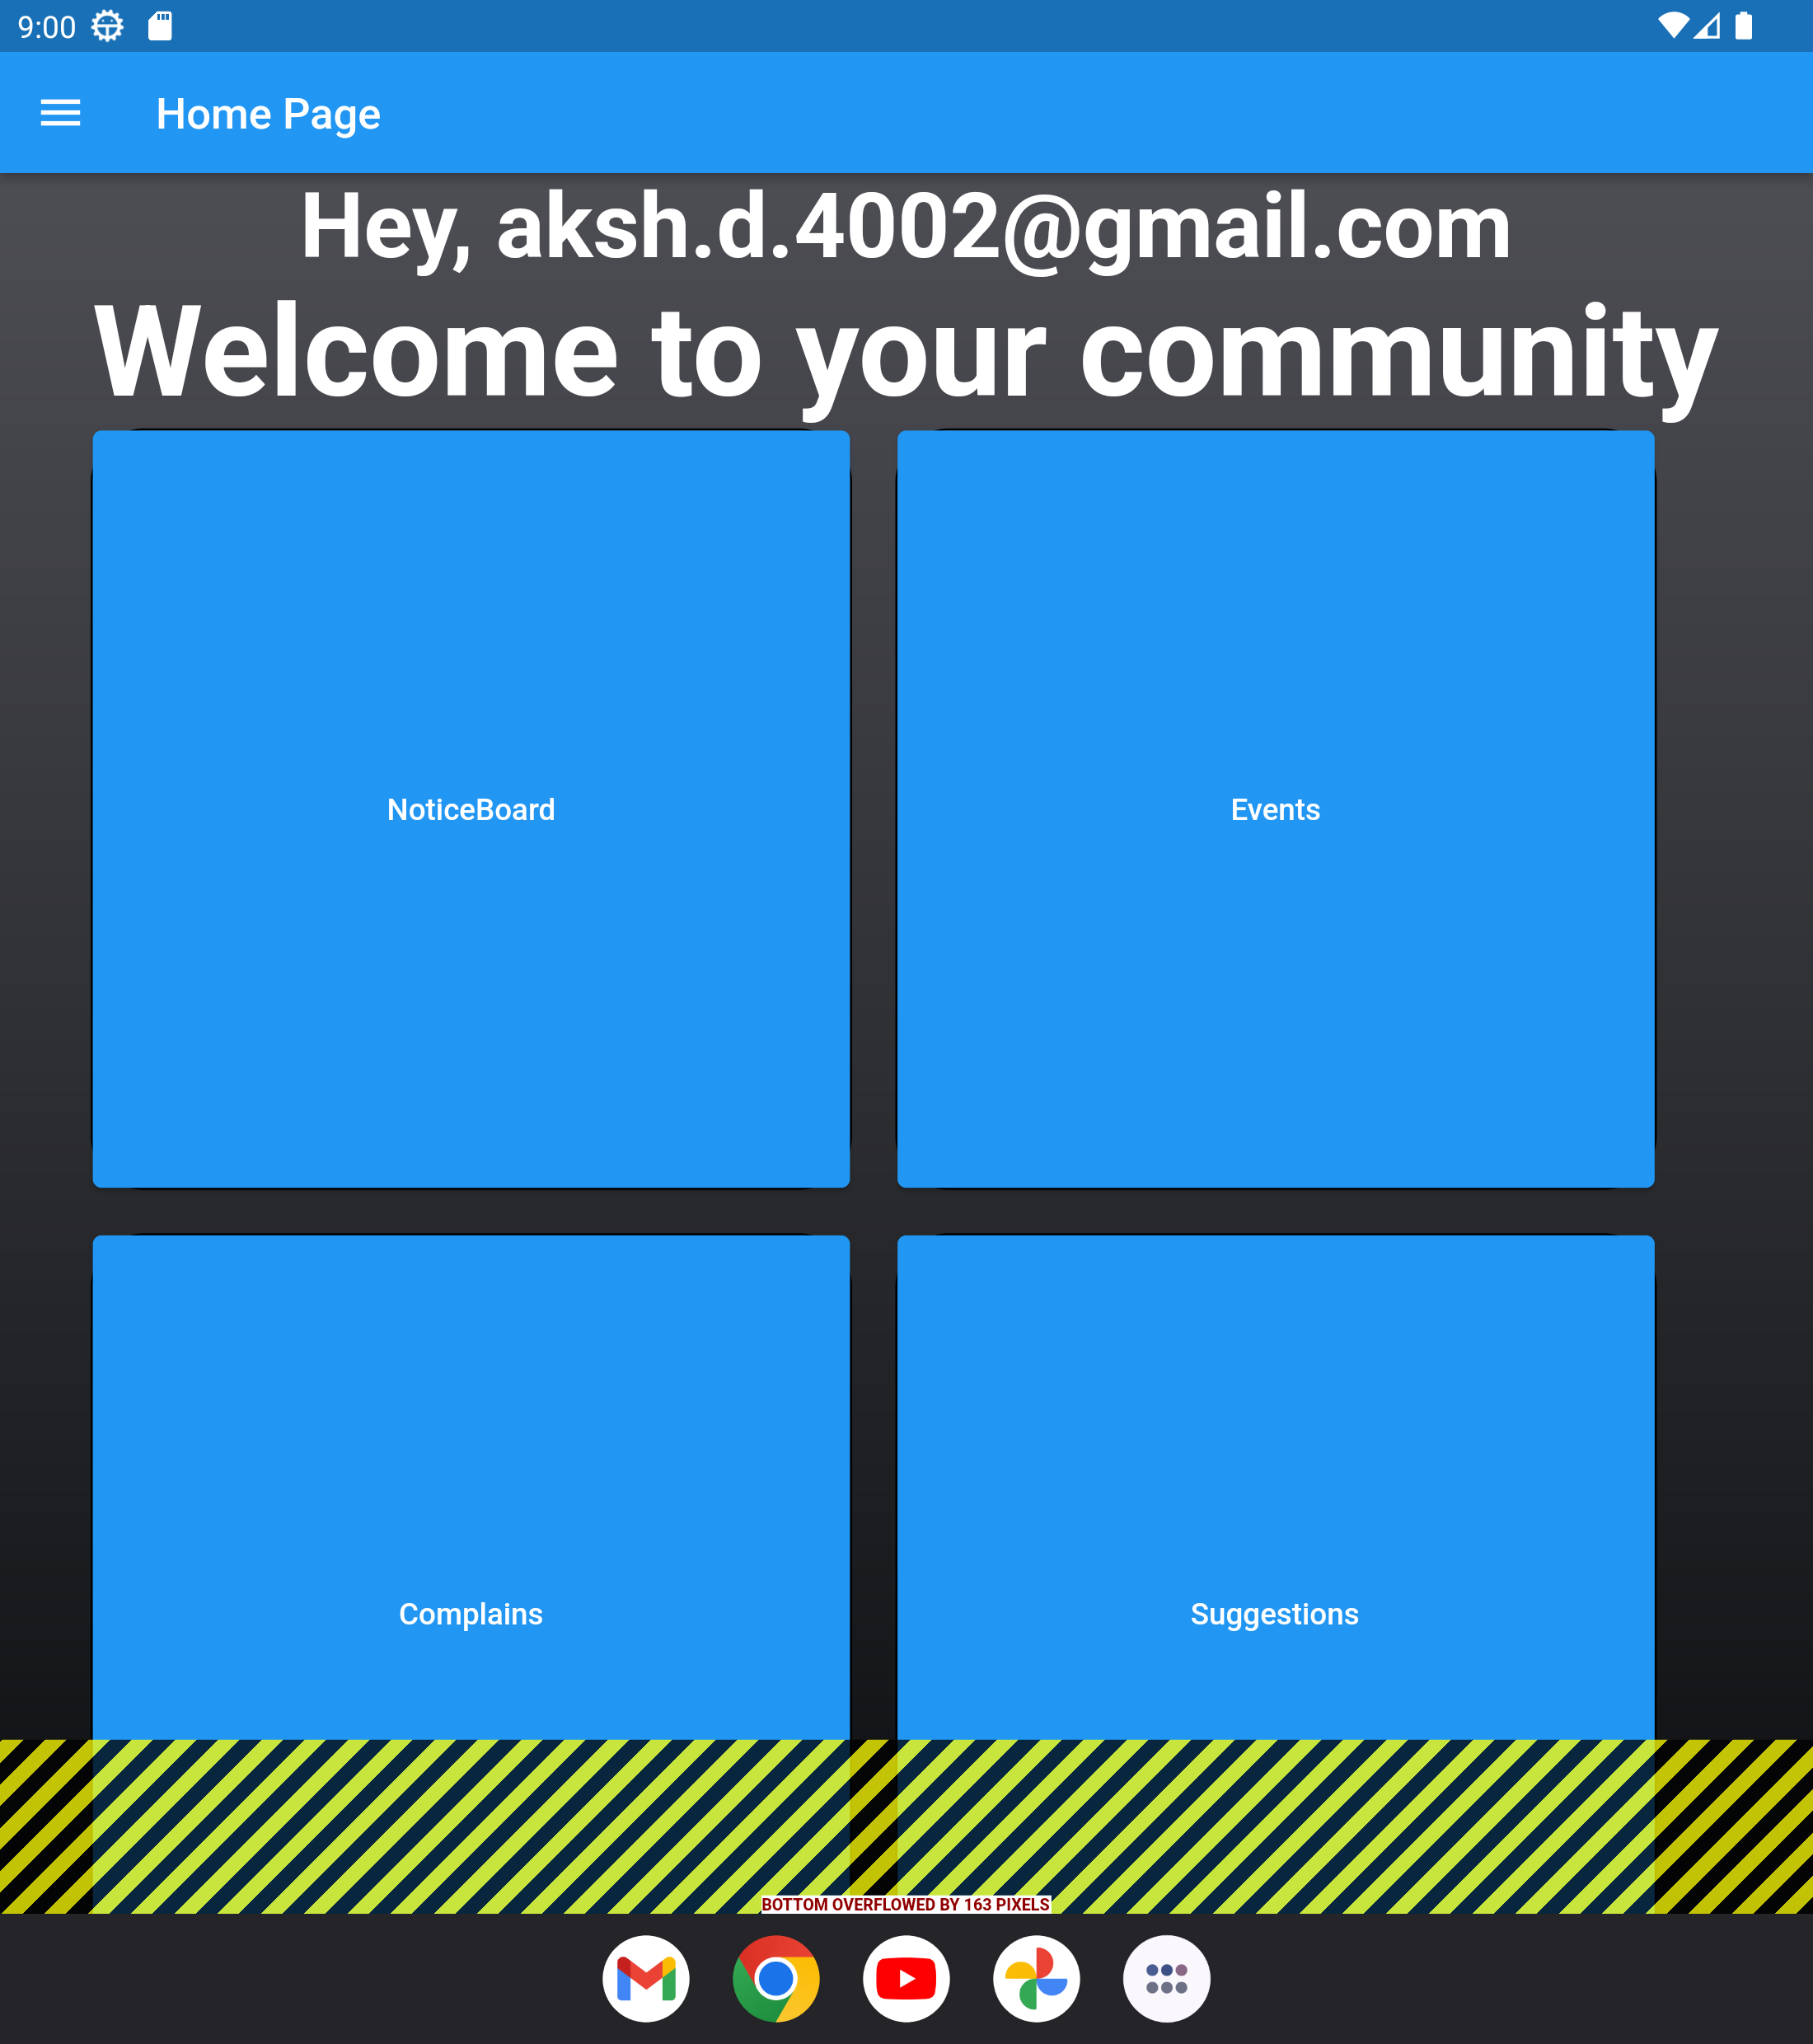 9:00
Home Page
Hey, aksh.d.4002@gmail.com
Welcome to your community
NoticeBoard
Events
Complains
Suggestions
BOTTOM OVERFLOWED BY 163 PIXELS